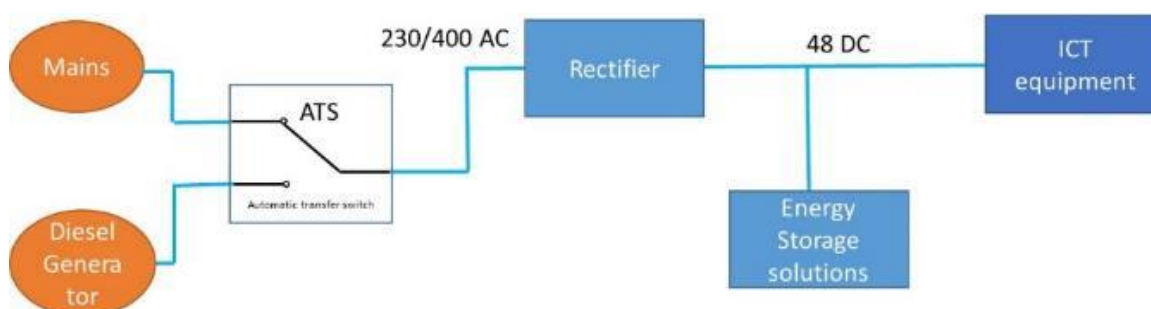 Mains
ATS
Automatic transfer switch
Diesel
Genera
tor
230/400 AC
Rectifier
48 DC
ICT
equipment
Energy
Storage
solutions